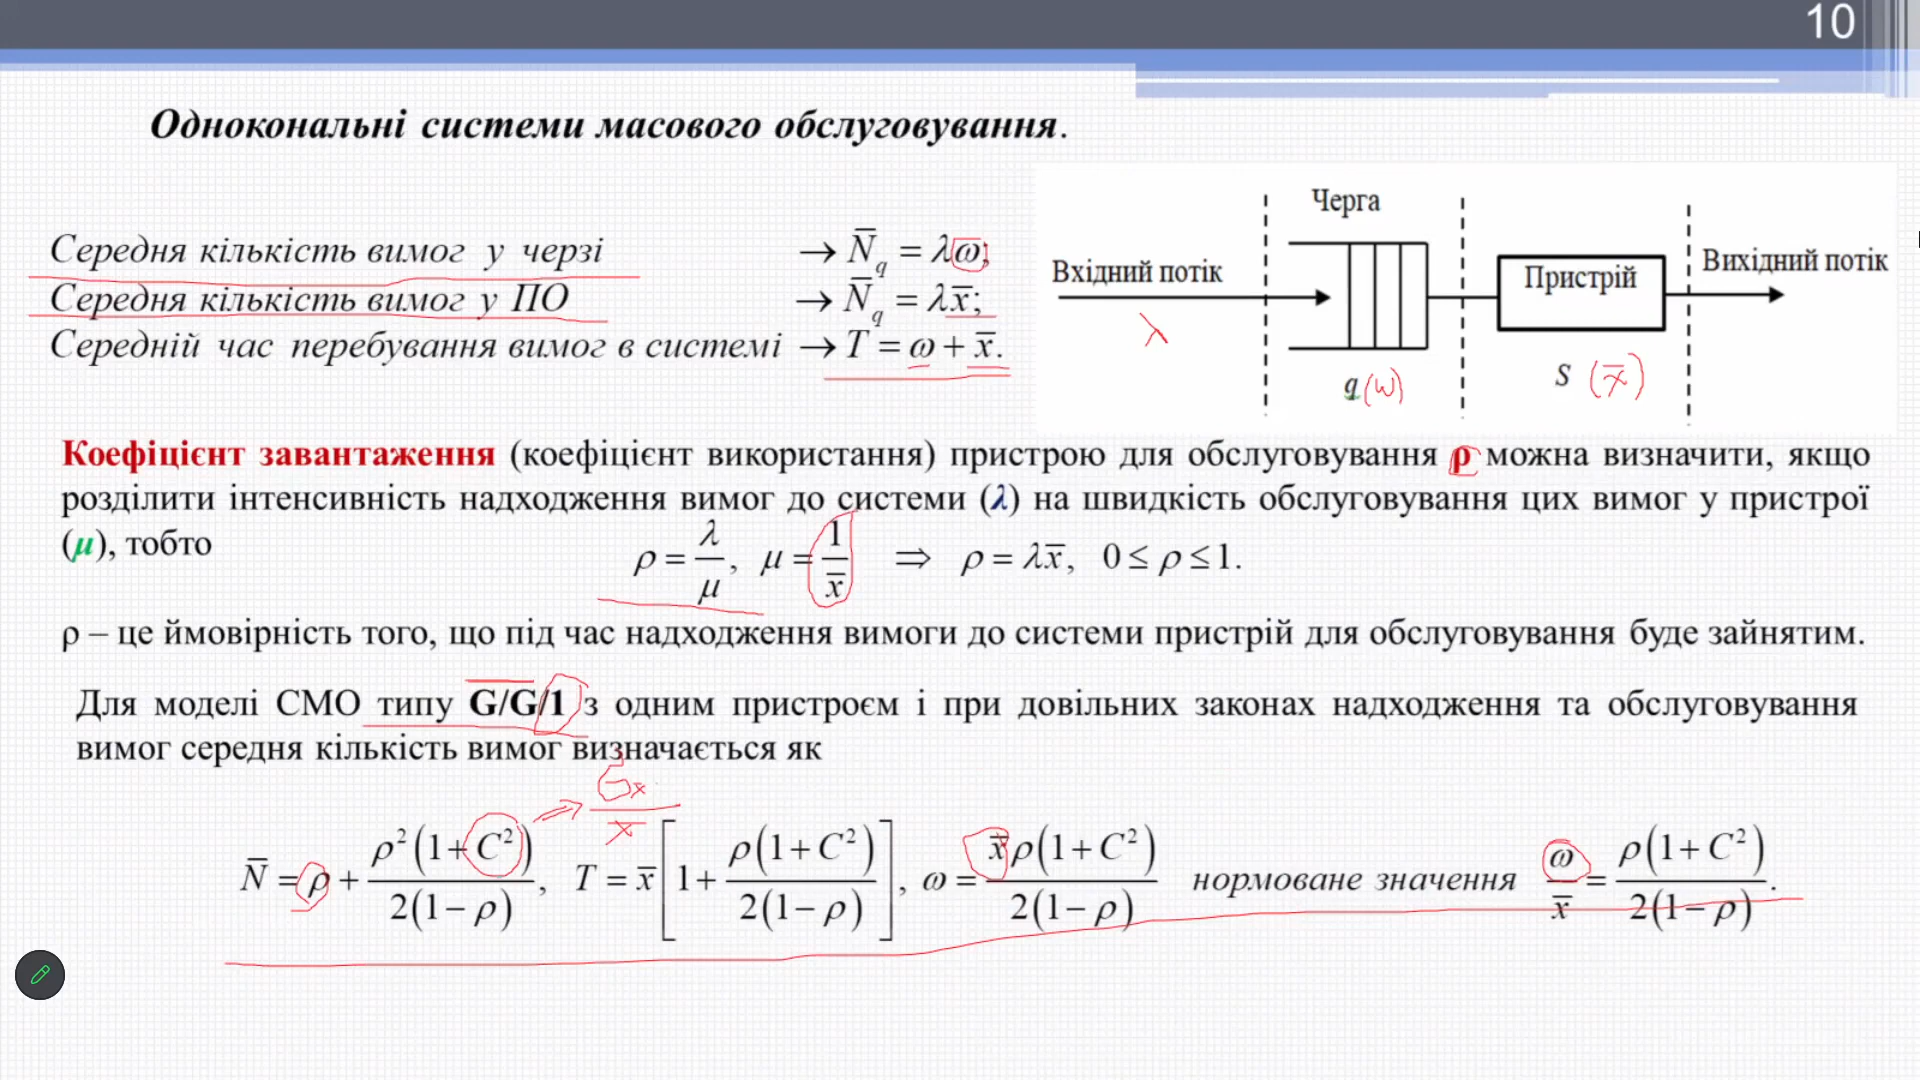 10
Однокональні системи масового обслуговування.
Середня кількість вимог у черзі → N̅_q = λω;
Середня кількість вимог у ПО → N̅_q = λx̅;
Середній час перебування вимог в системі → T = ω + x̅.
Черга
Вхідний потік
Пристрій
Вихідний потік
λ
q (W)
S (x̅)
Коефіцієнт завантаження (коефіцієнт використання) пристрою для обслуговування ρ можна визначити, якщо
розділити інтенсивність надходження вимог до системи (λ) на швидкість обслуговування цих вимог у пристрої
(μ), тобто
ρ = λ/μ, μ = 1/x̅ ⇒ ρ = λx̅, 0 ≤ ρ ≤ 1.
ρ – це ймовірність того, що під час надходження вимоги до системи пристрій для обслуговування буде зайнятим.
Для моделі СМО типу G/G/1 з одним пристроєм і при довільних законах надходження та обслуговування
вимог середня кількість вимог визначається як
⇒ σx/x̅
N̅ = ρ + ρ²(1+C²)/2(1−ρ), T = x̅[1+ ρ(1+C²)/2(1−ρ)], ω = x̅ρ(1+C²)/2(1−ρ) нормоване значення ω/x̅ = ρ(1+C²)/2(1−ρ).